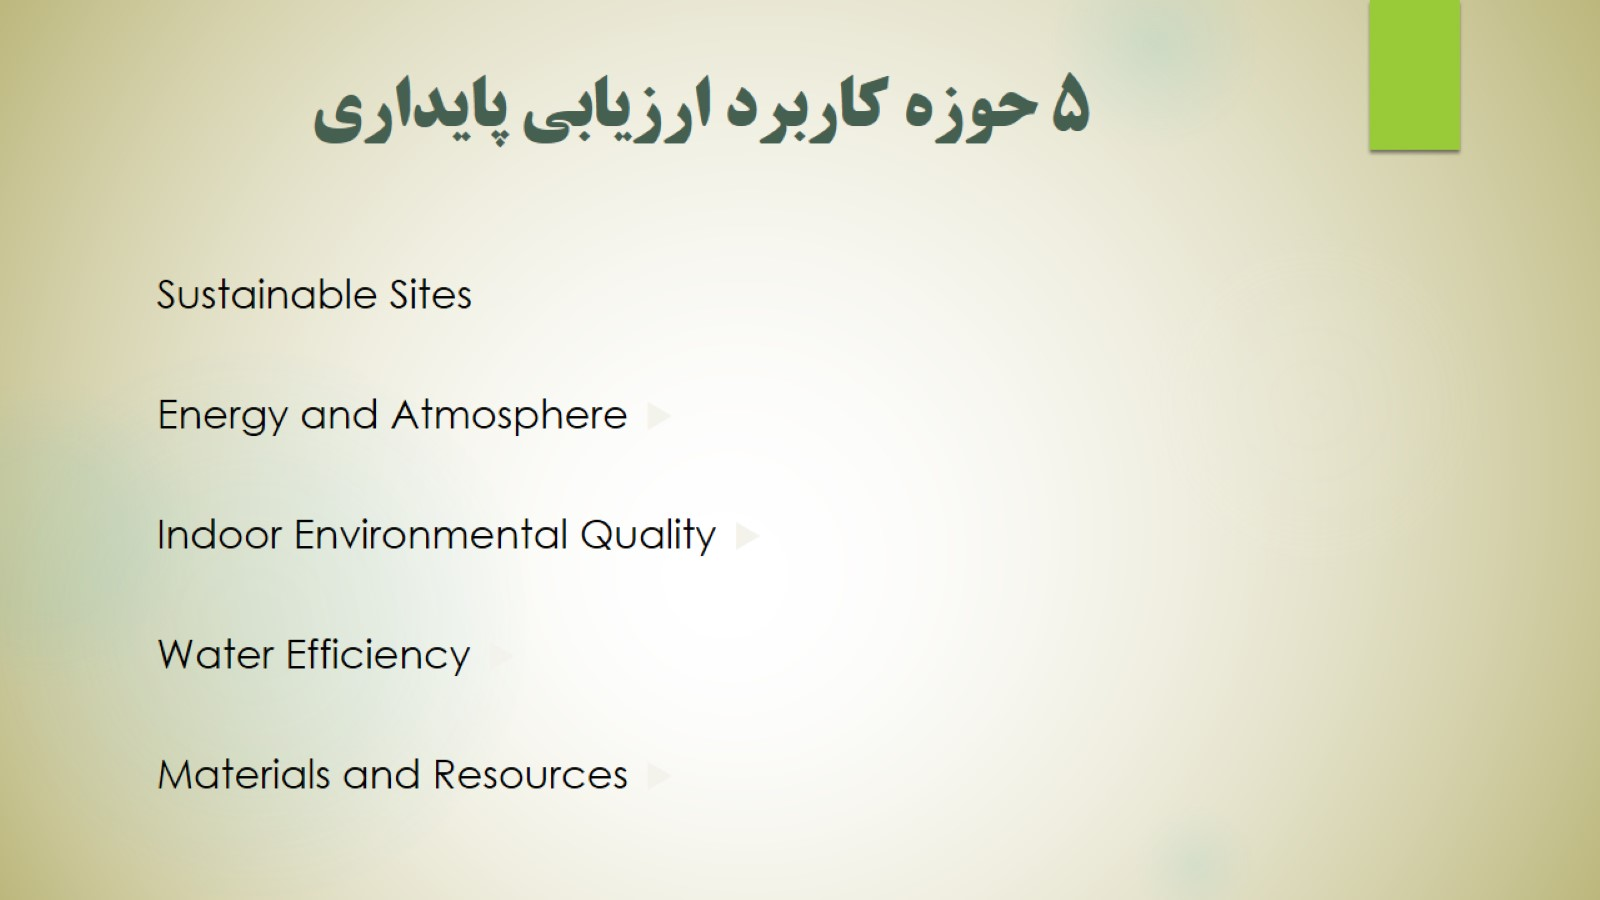 ۵ حوزه کاربرد ارزیابی پایداری
Sustainable Sites
Energy and Atmosphere
Indoor Environmental Quality
Water Efficiency
Materials and Resources